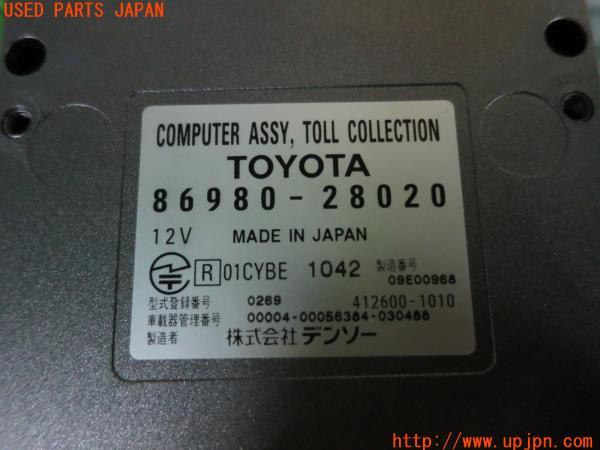 USED PARTS JAPAN
COMPUTER ASSY, TOLL COLLECTION
TOYOTA
86980-28020
12V MADE IN JAPAN
R 01CYBE 1042 製造番号 09E00968
型式登録番号 0269 412600-1010
車載器管理番号 00004-00056384-030488
製造者 株式会社デンソー
http://www.upjpn.com/